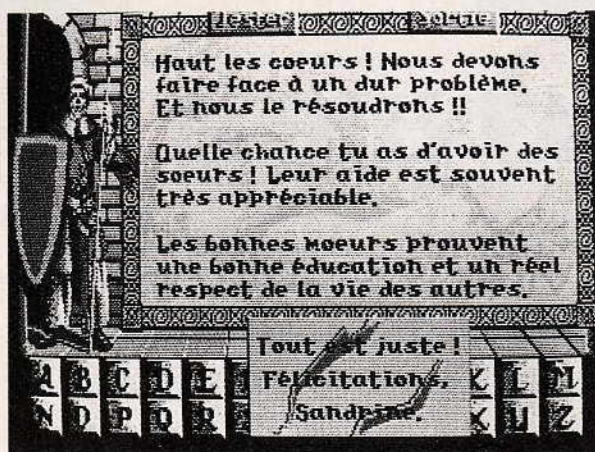 Tester Sortie
Haut les coeurs ! Nous devons
faire face à un dur problème.
Et nous le résoudrons !!
Quelle chance tu as d'avoir des
soeurs ! Leur aide est souvent
très appréciable.
Les bonnes moeurs prouvent
une bonne éducation et un réel
respect de la vie des autres.
Tout est juste !
Félicitations,
Sandrine.
A B C D E K L M
N O P Q R X Y Z